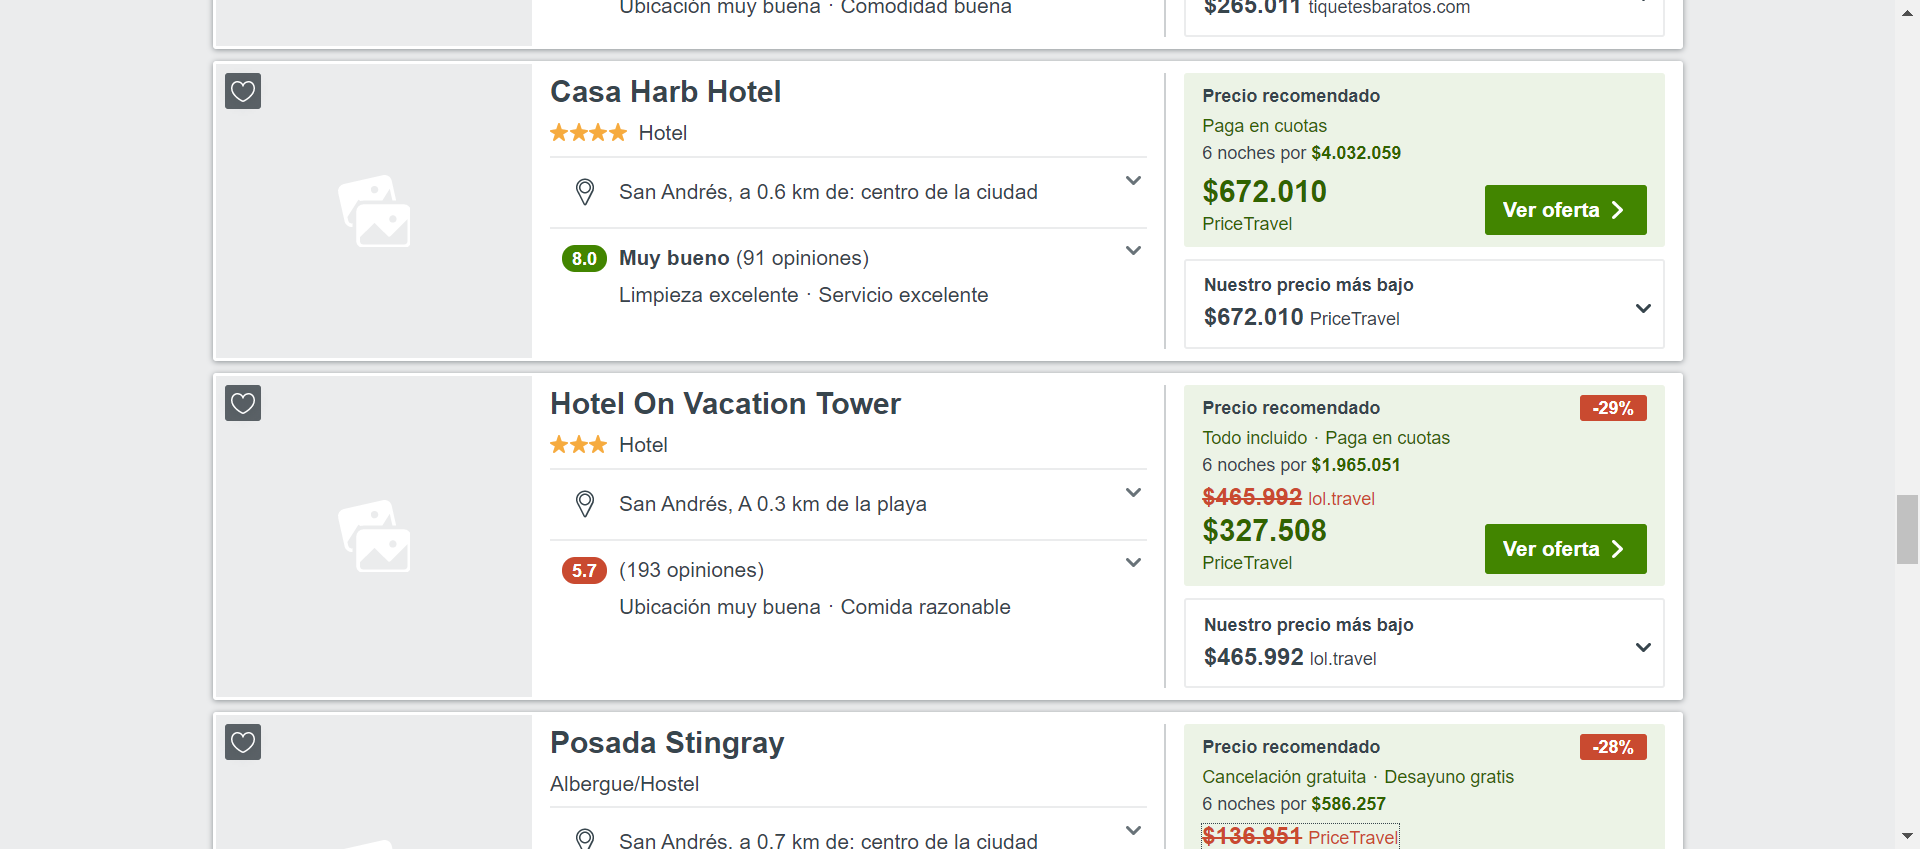 Ubicación muy buena · Comodidad buena
$265.011 tiquetesbaratos.com
Casa Harb Hotel
Hotel
San Andrés, a 0.6 km de: centro de la ciudad
8.0 Muy bueno (91 opiniones)
Limpieza excelente · Servicio excelente
Precio recomendado
Paga en cuotas
6 noches por $4.032.059
$672.010
PriceTravel
Ver oferta
Nuestro precio más bajo
$672.010 PriceTravel
Hotel On Vacation Tower
Hotel
San Andrés, A 0.3 km de la playa
5.7 (193 opiniones)
Ubicación muy buena · Comida razonable
Precio recomendado
-29%
Todo incluido · Paga en cuotas
6 noches por $1.965.051
$465.992 lol.travel
$327.508
PriceTravel
Ver oferta
Nuestro precio más bajo
$465.992 lol.travel
Posada Stingray
Albergue/Hostel
San Andrés, a 0.7 km de: centro de la ciudad
Precio recomendado
-28%
Cancelación gratuita · Desayuno gratis
6 noches por $586.257
$136.951 PriceTravel